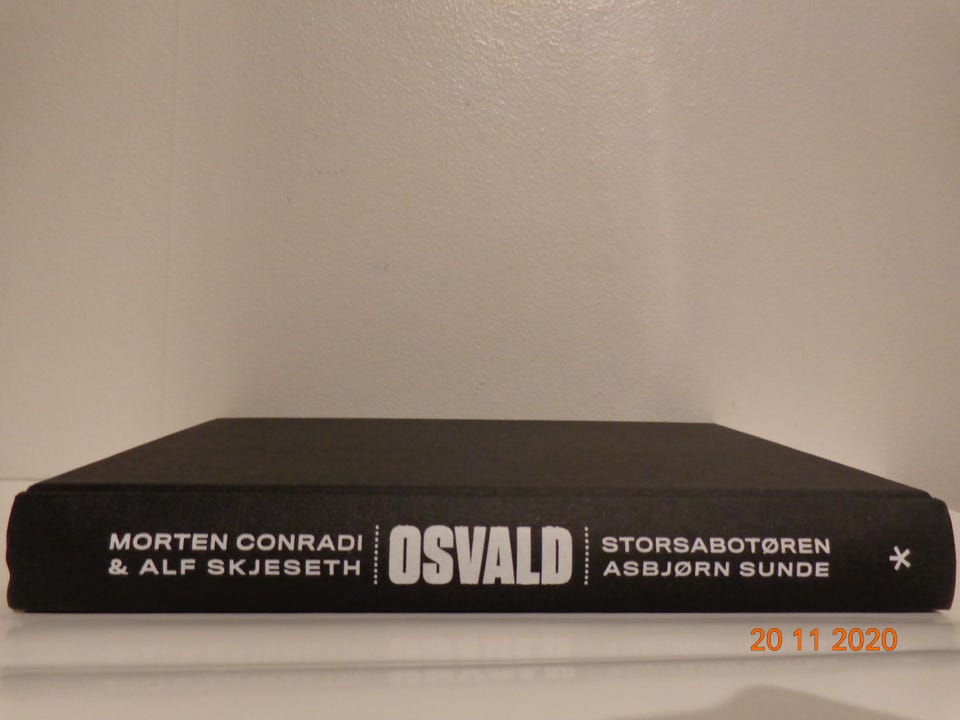 MORTEN CONRADI
& ALF SKJESETH
OSVALD
STORSABOTØREN
ASBJØRN SUNDE
20 11 2020